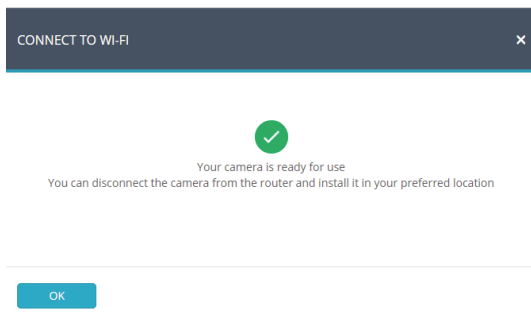 CONNECT TO WI-FI
Your camera is ready for use
You can disconnect the camera from the router and install it in your preferred location
OK